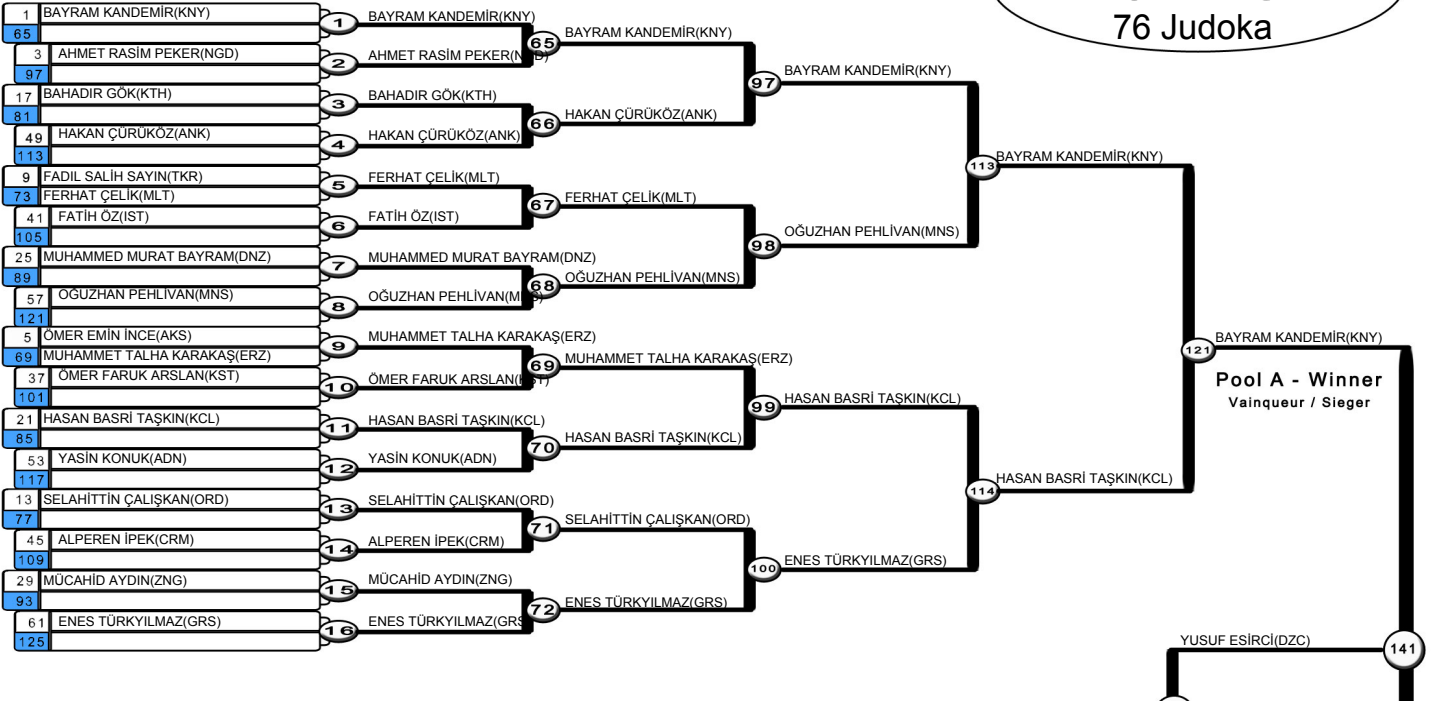 76 Judoka
1 BAYRAM KANDEMİR(KNY)
65
3 AHMET RASİM PEKER(NGD)
97
17 BAHADIR GÖK(KTH)
81
49 HAKAN ÇÜRÜKÖZ(ANK)
113
9 FADIL SALİH SAYIN(TKR)
73 FERHAT ÇELİK(MLT)
41 FATİH ÖZ(IST)
105
25 MUHAMMED MURAT BAYRAM(DNZ)
89
57 OĞUZHAN PEHLİVAN(MNS)
121
5 ÖMER EMİN İNCE(AKS)
69 MUHAMMET TALHA KARAKAŞ(ERZ)
37 ÖMER FARUK ARSLAN(KST)
101
21 HASAN BASRİ TAŞKIN(KCL)
85
53 YASİN KONUK(ADN)
117
13 SELAHİTTİN ÇALIŞKAN(ORD)
77
45 ALPEREN İPEK(CRM)
109
29 MÜCAHİD AYDIN(ZNG)
93
61 ENES TÜRKYILMAZ(GRS)
125
1 BAYRAM KANDEMİR(KNY)
2 AHMET RASİM PEKER(NGD)
3 BAHADIR GÖK(KTH)
4 HAKAN ÇÜRÜKÖZ(ANK)
5 FERHAT ÇELİK(MLT)
6 FATİH ÖZ(IST)
7 MUHAMMED MURAT BAYRAM(DNZ)
8 OĞUZHAN PEHLİVAN(MNS)
9 MUHAMMET TALHA KARAKAŞ(ERZ)
10 ÖMER FARUK ARSLAN(KST)
11 HASAN BASRİ TAŞKIN(KCL)
12 YASİN KONUK(ADN)
13 SELAHİTTİN ÇALIŞKAN(ORD)
14 ALPEREN İPEK(CRM)
15 MÜCAHİD AYDIN(ZNG)
16 ENES TÜRKYILMAZ(GRS
65 BAYRAM KANDEMİR(KNY)
66 HAKAN ÇÜRÜKÖZ(ANK)
67 FERHAT ÇELİK(MLT)
68 OĞUZHAN PEHLİVAN(MNS)
69 MUHAMMET TALHA KARAKAŞ(ERZ)
70 HASAN BASRİ TAŞKIN(KCL)
71 SELAHİTTİN ÇALIŞKAN(ORD)
72 ENES TÜRKYILMAZ(GRS)
97 BAYRAM KANDEMİR(KNY)
98 OĞUZHAN PEHLİVAN(MNS)
99 HASAN BASRİ TAŞKIN(KCL)
100 ENES TÜRKYILMAZ(GRS)
113 BAYRAM KANDEMİR(KNY)
114 HASAN BASRİ TAŞKIN(KCL)
121 BAYRAM KANDEMİR(KNY)
Pool A - Winner
Vainqueur / Sieger
YUSUF ESİRCİ(DZC)
141